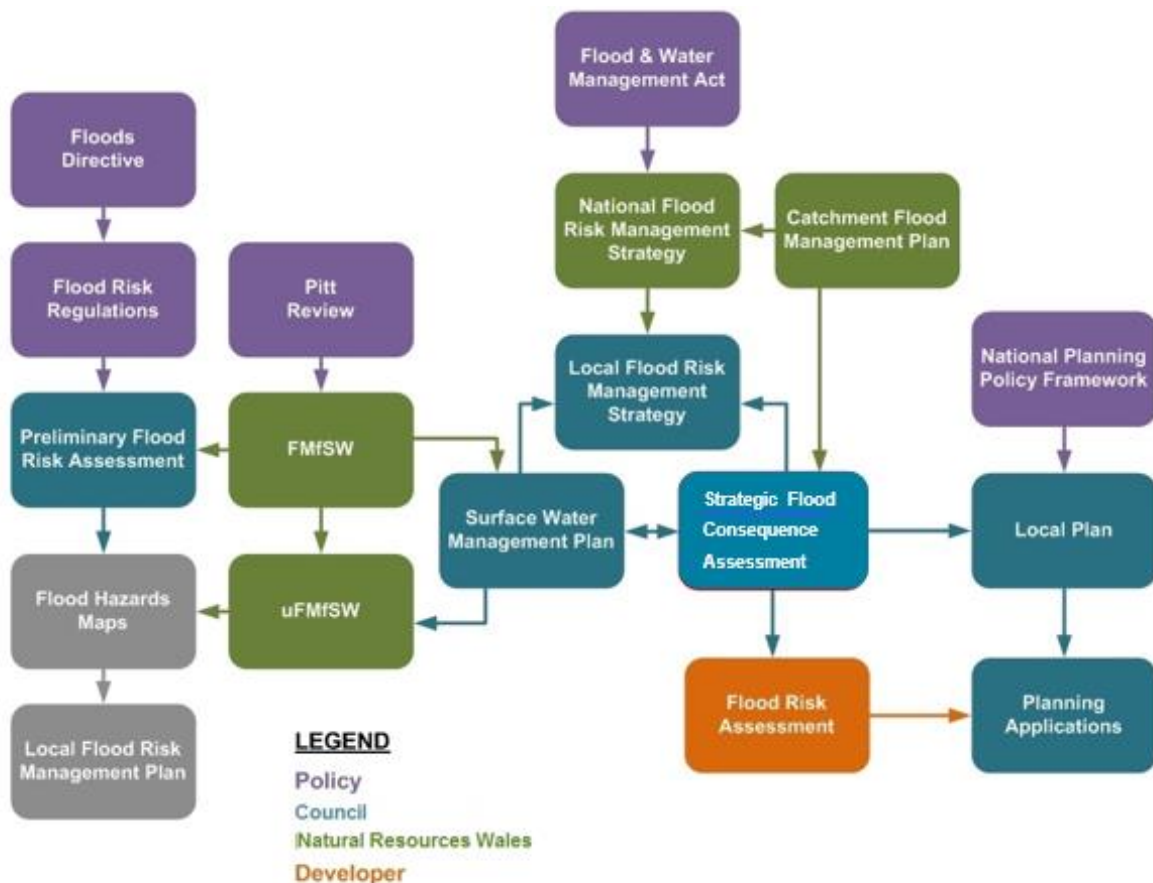 Flood & Water
Management Act
Floods
Directive
National Flood
Risk Management
Strategy
Catchment Flood
Management Plan
Flood Risk
Regulations
Pitt
Review
Local Flood Risk
Management
Strategy
National Planning
Policy Framework
Preliminary Flood
Risk Assessment
FMfSW
Surface Water
Management Plan
Strategic Flood
Consequence
Assessment
Local Plan
Flood Hazards
Maps
uFMfSW
Flood Risk
Assessment
Planning
Applications
Local Flood Risk
Management Plan
LEGEND
Policy
Council
Natural Resources Wales
Developer